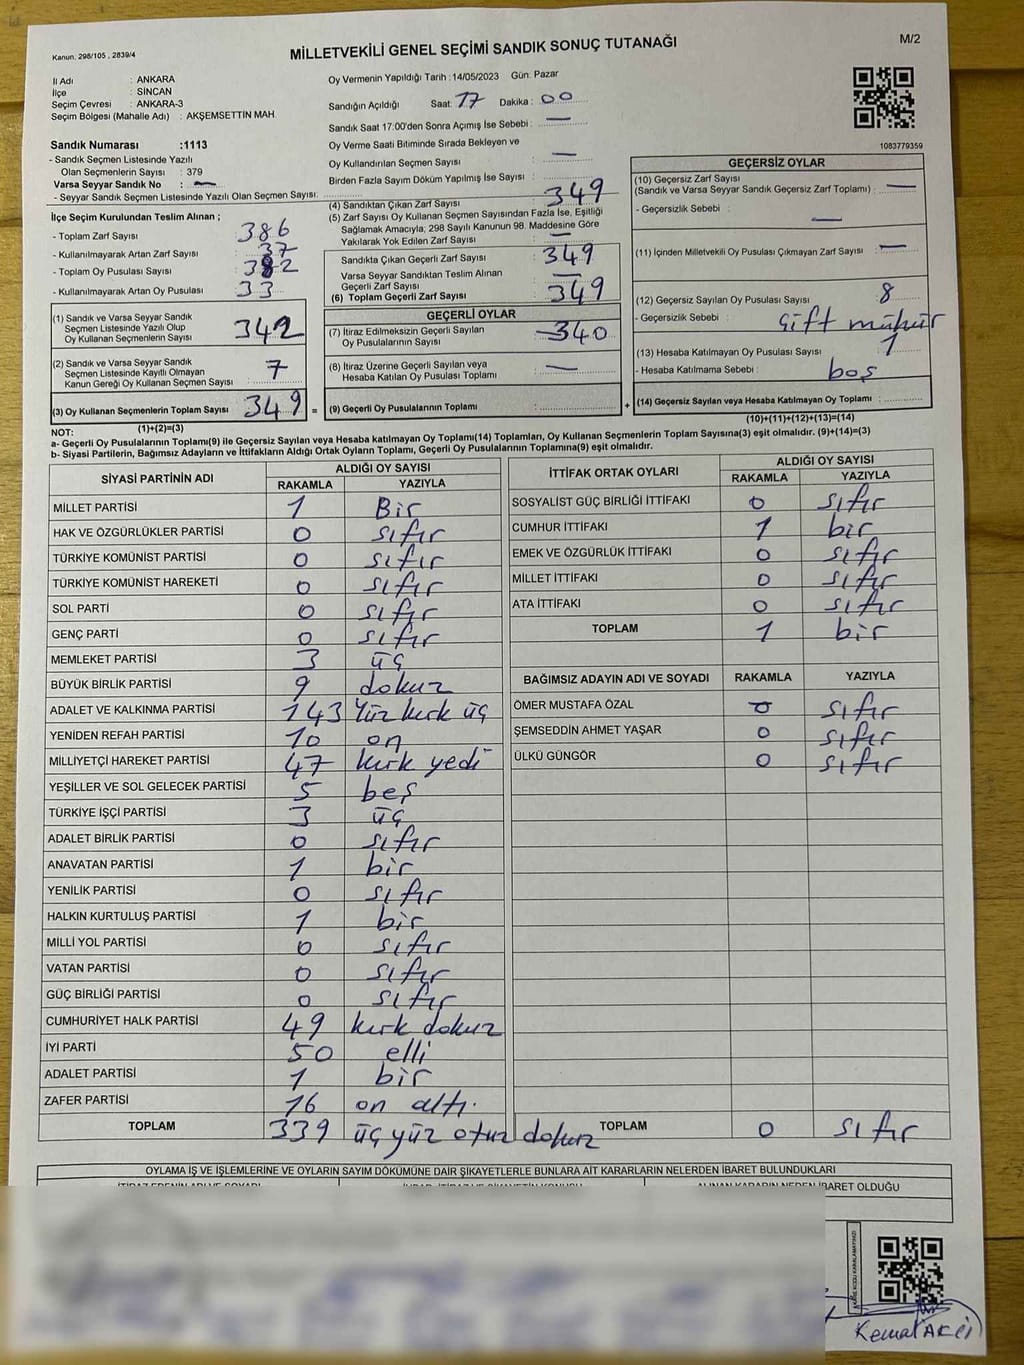 Kanun. 298/105 , 2839/4
MİLLETVEKİLİ GENEL SEÇİMİ SANDIK SONUÇ TUTANAĞI
M/2
İl Adı : ANKARA
İlçe : SİNCAN
Seçim Çevresi : ANKARA-3
Seçim Bölgesi (Mahalle Adı) : AKŞEMSETTİN MAH.
Sandık Numarası :1113
- Sandık Seçmen Listesinde Yazılı
Olan Seçmenlerin Sayısı : 379
Varsa Seyyar Sandık No : —
- Seyyar Sandık Seçmen Listesinde Yazılı Olan Seçmen Sayısı:
İlçe Seçim Kurulundan Teslim Alınan ;
- Toplam Zarf Sayısı : 386
- Kullanılmayarak Artan Zarf Sayısı : 37
- Toplam Oy Pusulası Sayısı : 382
- Kullanılmayarak Artan Oy Pusulası : 33
(1) Sandık ve Varsa Seyyar Sandık
Seçmen Listesinde Yazılı Olup
Oy Kullanan Seçmenlerin Sayısı : 342
(2) Sandık ve Varsa Seyyar Sandık
Seçmen Listesinde Kayıtlı Olmayan
Kanun Gereği Oy Kullanan Seçmen Sayısı : 7
(3) Oy Kullanan Seçmenlerin Toplam Sayısı : 349
(1)+(2)=(3)
Oy Vermenin Yapıldığı Tarih :14/05/2023 Gün: Pazar
Sandığın Açıldığı Saat: 17 Dakika : 00
Sandık Saat 17:00'den Sonra Açımış İse Sebebi : —
Oy Verme Saati Bitiminde Sırada Bekleyen ve
Oy Kullandırılan Seçmen Sayısı : —
Birden Fazla Sayım Döküm Yapılmış İse Sayısı :
(4) Sandıktan Çıkan Zarf Sayısı : 349
(5) Zarf Sayısı Oy Kullanan Seçmen Sayısından Fazla İse, Eşitliği
Sağlamak Amacıyla, 298 Sayılı Kanunun 98. Maddesine Göre
Yakılarak Yok Edilen Zarf Sayısı : —
Sandıkta Çıkan Geçerli Zarf Sayısı : 349
Varsa Seyyar Sandıktan Teslim Alınan
Geçerli Zarf Sayısı : —
(6) Toplam Geçerli Zarf Sayısı : 349
GEÇERLİ OYLAR
(7) İtiraz Edilmeksizin Geçerli Sayılan
Oy Pusulalarının Sayısı : 340
(8) İtiraz Üzerine Geçerli Sayılan veya
Hesaba Katılan Oy Pusulası Toplamı : —
= (9) Geçerli Oy Pusulalarının Toplamı : +
1083779359
GEÇERSİZ OYLAR
(10) Geçersiz Zarf Sayısı
(Sandık ve Varsa Seyyar Sandık Geçersiz Zarf Toplamı) : —
- Geçersizlik Sebebi : —
(11) İçinden Milletvekili Oy Pusulası Çıkmayan Zarf Sayısı : —
(12) Geçersiz Sayılan Oy Pusulası Sayısı : 8
- Geçersizlik Sebebi : çift mühür
(13) Hesaba Katılmayan Oy Pusulası Sayısı : 1
- Hesaba Katılmama Sebebi : boş
(14) Geçersiz Sayılan veya Hesaba Katılmayan Oy Toplamı :
(10)+(11)+(12)+(13)=(14)
NOT:
a- Geçerli Oy Pusulalarının Toplamı(9) ile Geçersiz Sayılan veya Hesaba katılmayan Oy Toplamı(14) Toplamları, Oy Kullanan Seçmenlerin Toplam Sayısına(3) eşit olmalıdır. (9)+(14)=(3)
b- Siyasi Partilerin, Bağımsız Adayların ve İttifakların Aldığı Ortak Oyların Toplamı, Geçerli Oy Pusulalarının Toplamına(9) eşit olmalıdır.
SİYASİ PARTİNİN ADI ALDIĞI OY SAYISI
RAKAMLA YAZIYLA
MİLLET PARTİSİ 1 Bir
HAK VE ÖZGÜRLÜKLER PARTİSİ 0 sıfır
TÜRKİYE KOMÜNİST PARTİSİ 0 sıfır
TÜRKİYE KOMÜNİST HAREKETİ 0 sıfır
SOL PARTİ 0 sıfır
GENÇ PARTİ 0 sıfır
MEMLEKET PARTİSİ 3 üç
BÜYÜK BİRLİK PARTİSİ 9 dokuz
ADALET VE KALKINMA PARTİSİ 143 Yüz kırk üç
YENİDEN REFAH PARTİSİ 10 on
MİLLİYETÇİ HAREKET PARTİSİ 47 kırk yedi
YEŞİLLER VE SOL GELECEK PARTİSİ 5 beş
TÜRKİYE İŞÇİ PARTİSİ 3 üç
ADALET BİRLİK PARTİSİ 0 sıfır
ANAVATAN PARTİSİ 1 bir
YENİLİK PARTİSİ 0 sıfır
HALKIN KURTULUŞ PARTİSİ 1 bir
MİLLİ YOL PARTİSİ 0 sıfır
VATAN PARTİSİ 0 sıfır
GÜÇ BİRLİĞİ PARTİSİ 0 sıfır
CUMHURİYET HALK PARTİSİ 49 kırk dokuz
İYİ PARTİ 50 elli
ADALET PARTİSİ 1 bir
ZAFER PARTİSİ 16 on altı.
TOPLAM 339 üç yüz otuz dokuz
İTTİFAK ORTAK OYLARI ALDIĞI OY SAYISI
RAKAMLA YAZIYLA
SOSYALİST GÜÇ BİRLİĞİ İTTİFAKI 0 sıfır
CUMHUR İTTİFAKI 1 bir
EMEK VE ÖZGÜRLÜK İTTİFAKI 0 sıfır
MİLLET İTTİFAKI 0 sıfır
ATA İTTİFAKI 0 sıfır
TOPLAM 1 bir
BAĞIMSIZ ADAYIN ADI VE SOYADI RAKAMLA YAZIYLA
ÖMER MUSTAFA ÖZAL 0 sıfır
ŞEMSEDDİN AHMET YAŞAR 0 sıfır
ÜLKÜ GÜNGÖR 0 sıfır
TOPLAM 0 sıfır
OYLAMA İŞ VE İŞLEMLERİNE VE OYLARIN SAYIM DÖKÜMÜNE DAİR ŞİKAYETLERLE BUNLARA AİT KARARLARIN NELERDEN İBARET BULUNDUKLARI
ALINAN KARARIN NEDEN İBARET OLDUĞU
Kemal AKCİ